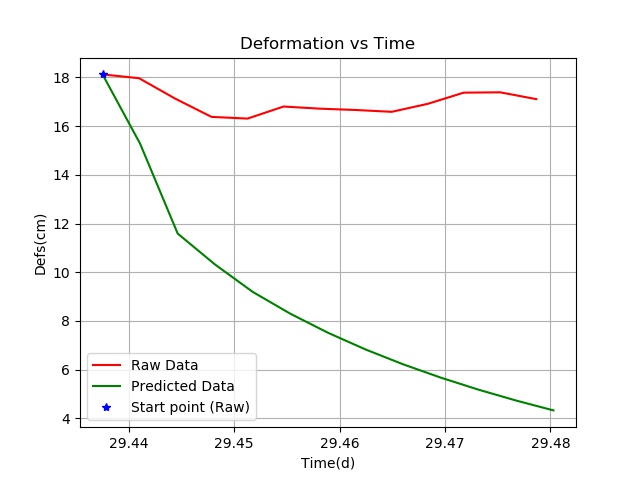 Deformation vs Time
Defs(cm)
18
16
14
12
10
8
6
4
Raw Data
Predicted Data
Start point (Raw)
29.44 29.45 29.46 29.47 29.48
Time(d)